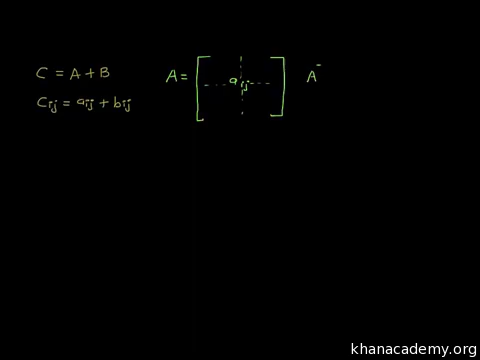 C = A + B
A = [ aij ] A⁻
Cij = aij + bij
khanacademy.org